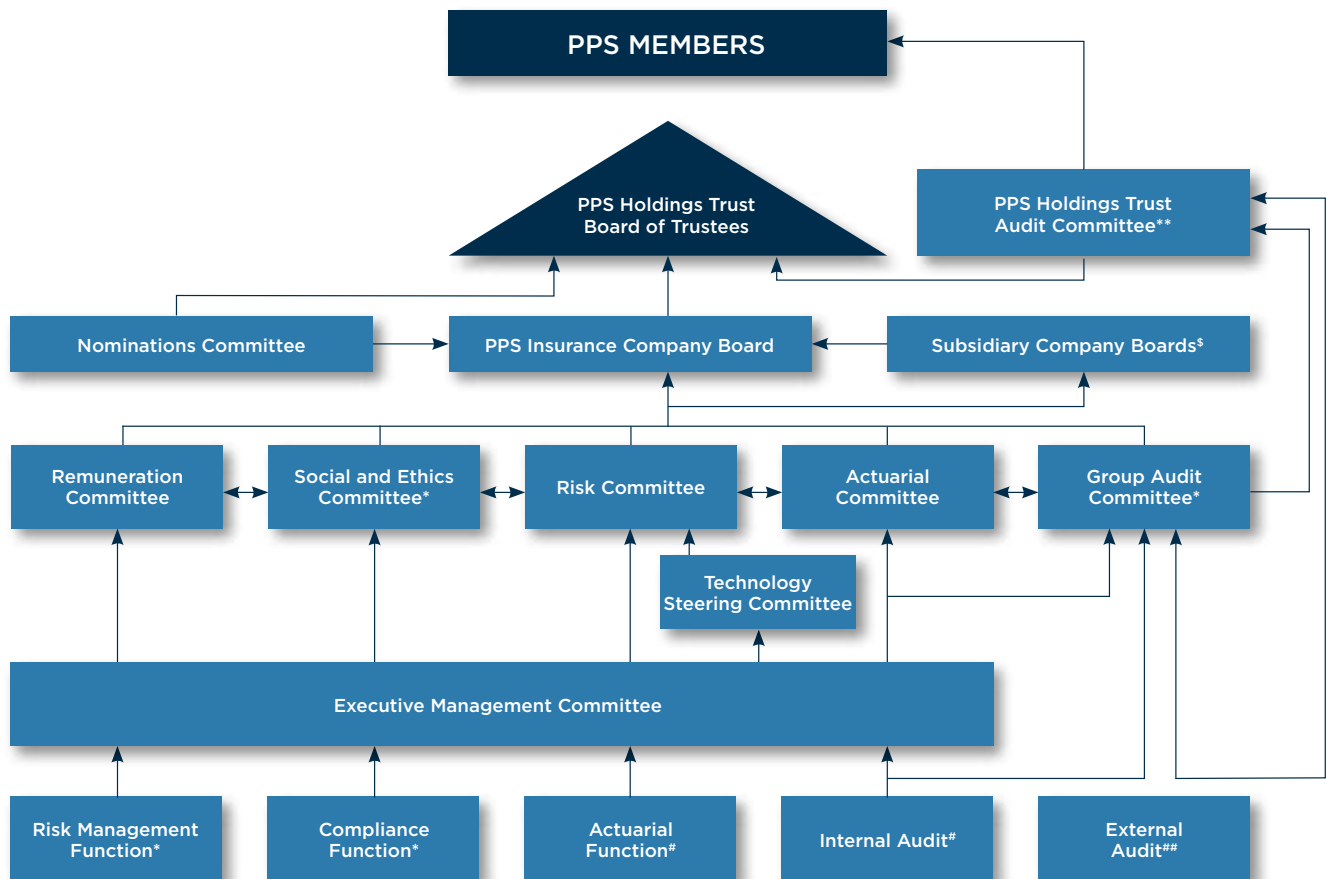 PPS MEMBERS
PPS Holdings Trust
Board of Trustees
PPS Holdings Trust
Audit Committee**
Nominations Committee
PPS Insurance Company Board
Subsidiary Company Boards$
Remuneration
Committee
Social and Ethics
Committee*
Risk Committee
Actuarial
Committee
Group Audit
Committee*
Technology
Steering Committee
Executive Management Committee
Risk Management
Function*
Compliance
Function*
Actuarial
Function#
Internal Audit#
External
Audit##